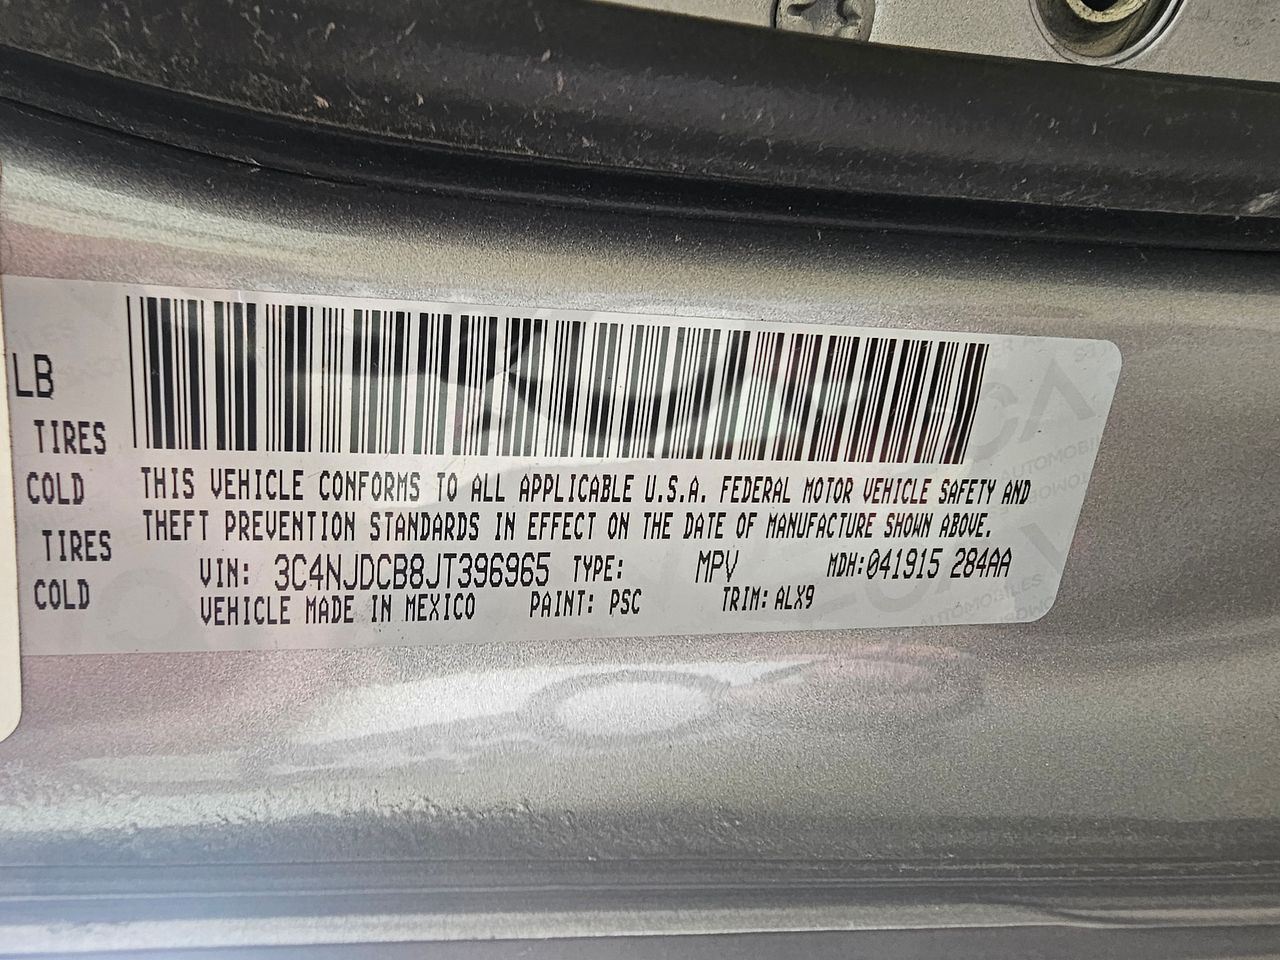 LB
TIRES
COLD
TIRES
COLD
THIS VEHICLE CONFORMS TO ALL APPLICABLE U.S.A. FEDERAL MOTOR VEHICLE SAFETY AND
THEFT PREVENTION STANDARDS IN EFFECT ON THE DATE OF MANUFACTURE SHOWN ABOVE.
VIN: 3C4NJDCB8JT396965 TYPE: MPV MDH: 041915 284AA
VEHICLE MADE IN MEXICO PAINT: PSC TRIM: ALX9